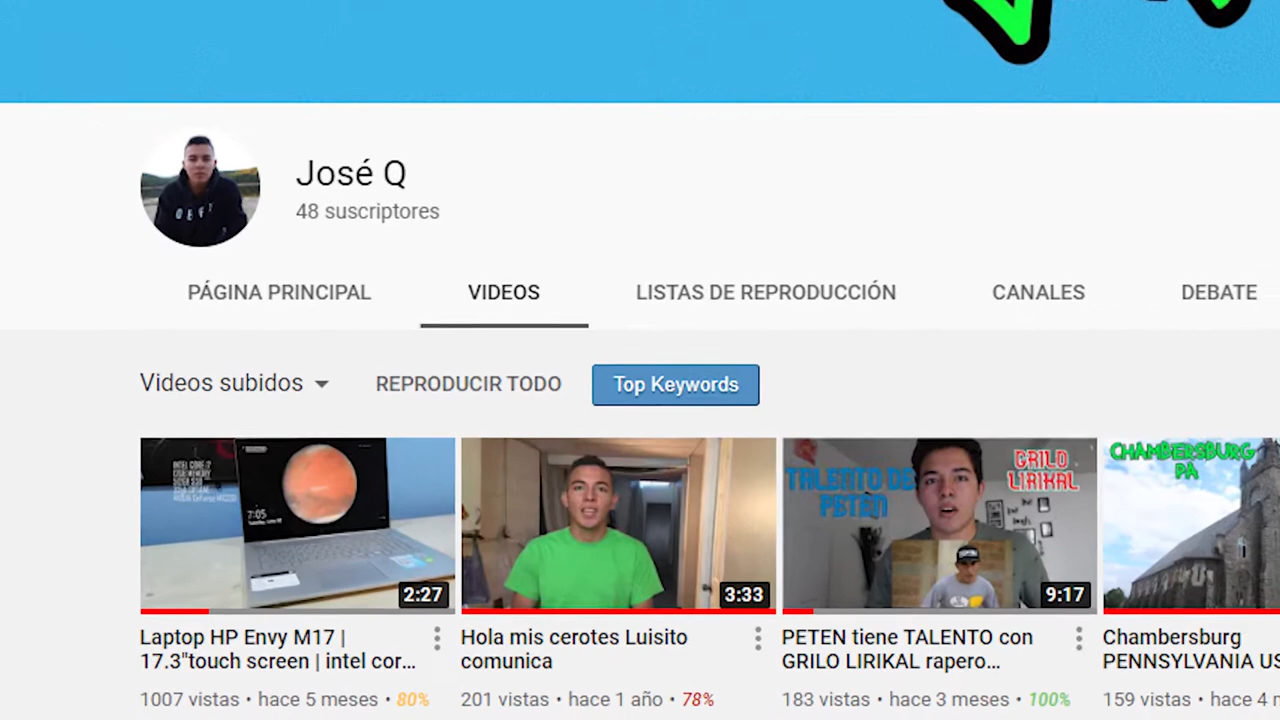 José Q
48 suscriptores
PÁGINA PRINCIPAL
VIDEOS
LISTAS DE REPRODUCCIÓN
CANALES
DEBATE
Videos subidos
REPRODUCIR TODO
Top Keywords
7:05
2:27
3:33
TALENTO DE
PETEN
GRILO
LIRIKAL
9:17
CHAMBERSBURG
PA
Laptop HP Envy M17 |
17.3"touch screen | intel cor...
1007 vistas • hace 5 meses • 80%
Hola mis cerotes Luisito
comunica
201 vistas • hace 1 año • 78%
PETEN tiene TALENTO con
GRILO LIRIKAL rapero...
183 vistas • hace 3 meses • 100%
Chambersburg
PENNSYLVANIA US
159 vistas • hace 4